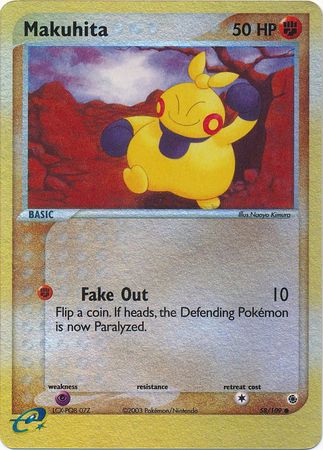 Makuhita 50 HP
BASIC Illus. Naoyo Kimura
Fake Out 10
Flip a coin. If heads, the Defending Pokémon
is now Paralyzed.
weakness resistance retreat cost
©2003 Pokémon/Nintendo 58/109